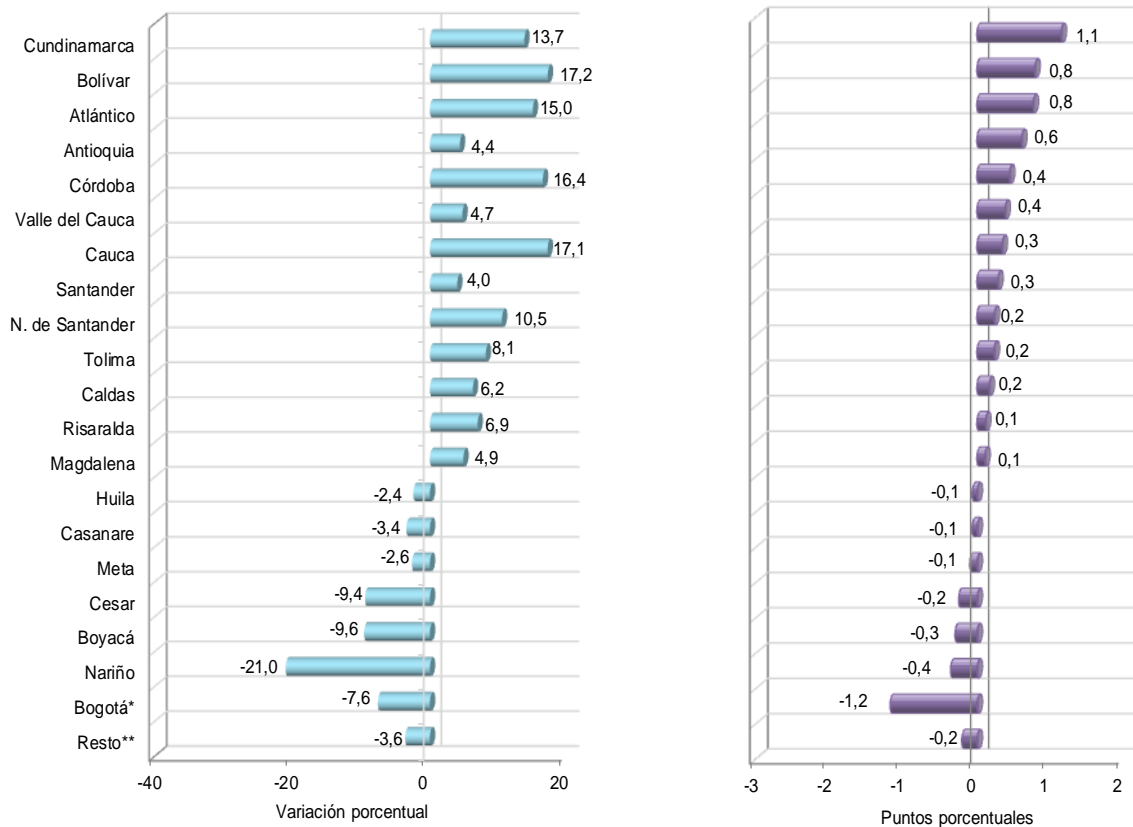 Cundinamarca 13,7 1,1
Bolívar 17,2 0,8
Atlántico 15,0 0,8
Antioquia 4,4 0,6
Córdoba 16,4 0,4
Valle del Cauca 4,7 0,4
Cauca 17,1 0,3
Santander 4,0 0,3
N. de Santander 10,5 0,2
Tolima 8,1 0,2
Caldas 6,2 0,2
Risaralda 6,9 0,1
Magdalena 4,9 0,1
Huila -2,4 -0,1
Casanare -3,4 -0,1
Meta -2,6 -0,1
Cesar -9,4 -0,2
Boyacá -9,6 -0,3
Nariño -21,0 -0,4
Bogotá* -7,6 -1,2
Resto** -3,6 -0,2
-40 -20 0 20 -3 -2 -1 0 1 2
Variación porcentual Puntos porcentuales